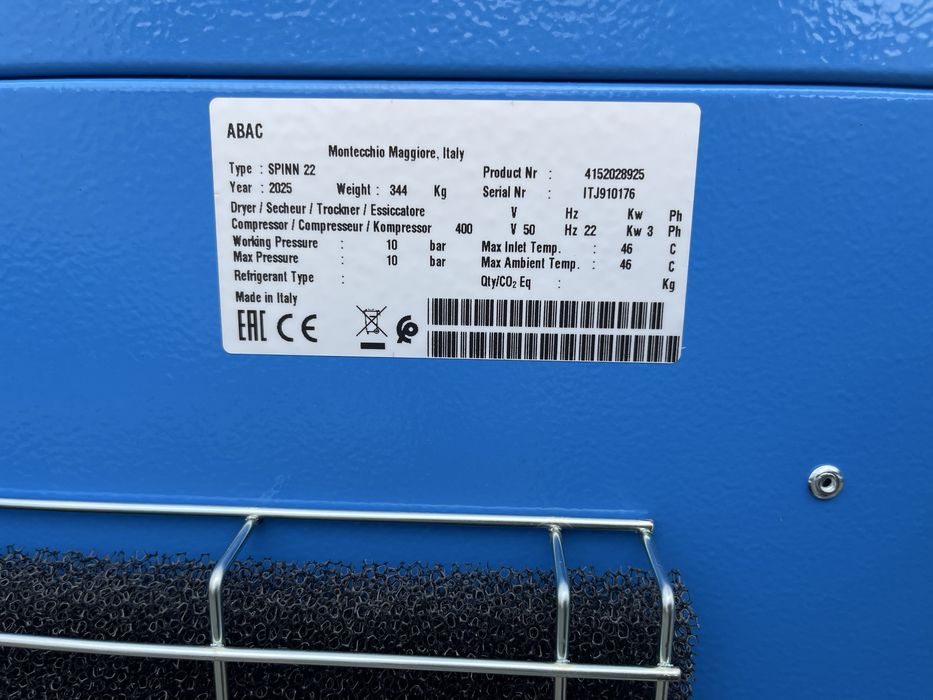 ABAC
Montecchio Maggiore, Italy
Type : SPINN 22 Product Nr : 4152028925
Year : 2025 Weight : 344 Kg Serial Nr : ITJ910176
Dryer / Secheur / Trockner / Essiccatore V Hz Kw Ph
Compressor / Compresseur / Kompressor 400 V 50 Hz 22 Kw 3 Ph
Working Pressure : 10 bar Max Inlet Temp. : 46 C
Max Pressure : 10 bar Max Ambient Temp. : 46 C
Refrigerant Type : Qty/CO₂ Eq : Kg
Made in Italy
EAC CE